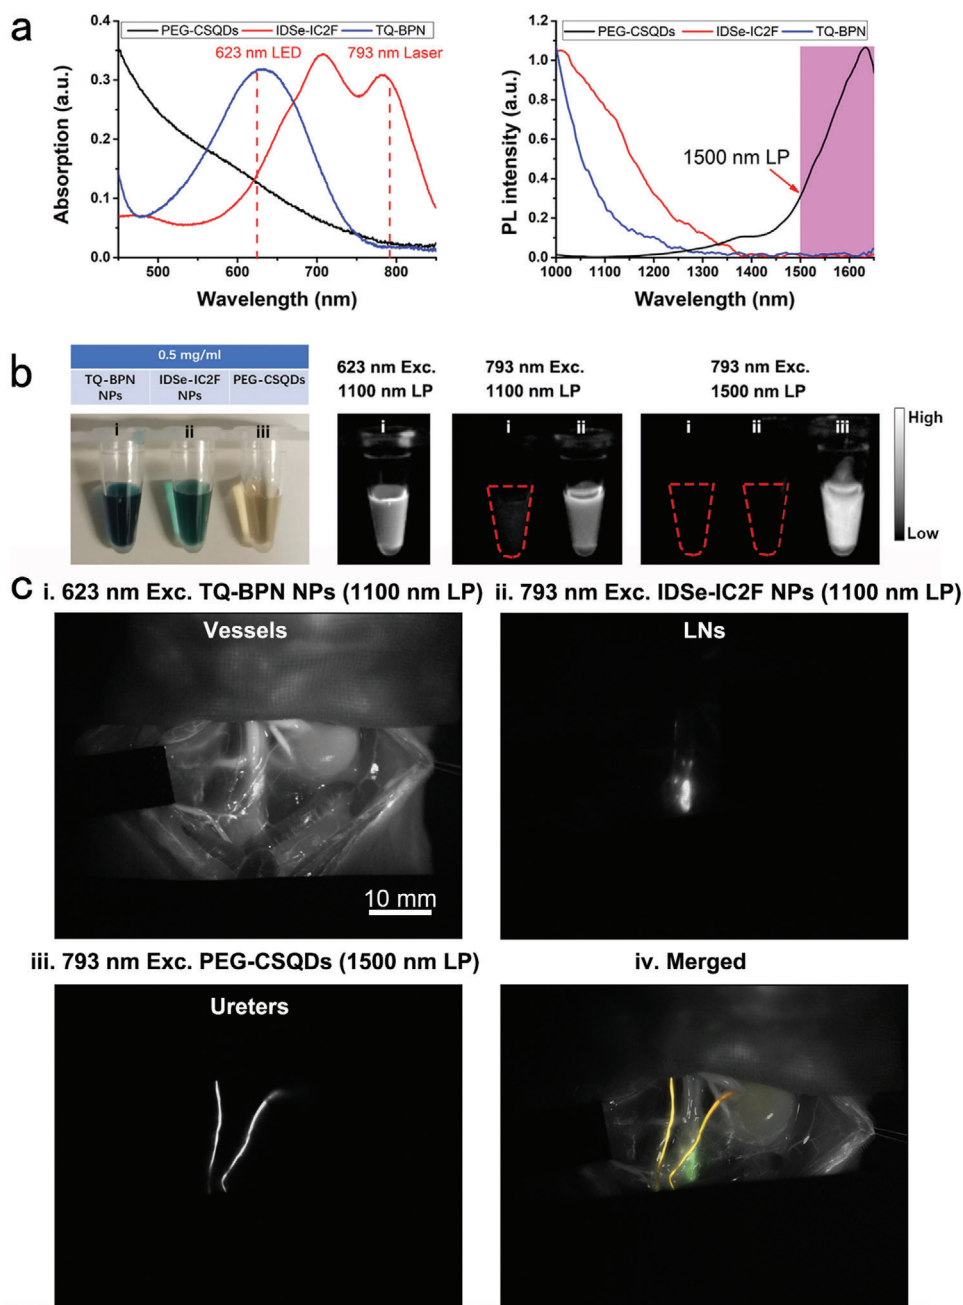 a
PEG-CSQDs IDSe-IC2F TQ-BPN
623 nm LED 793 nm Laser
0.4
0.3
0.2
0.1
0.0
Absorption (a.u.)
500 600 700 800
Wavelength (nm)
PEG-CSQDs IDSe-IC2F TQ-BPN
1500 nm LP
1.2
1.0
0.8
0.6
0.4
0.2
0.0
PL intensity (a.u.)
1000 1100 1200 1300 1400 1500 1600
Wavelength (nm)
b
0.5 mg/ml
TQ-BPN NPs
IDSe-IC2F NPs
PEG-CSQDs
i ii iii
623 nm Exc.
1100 nm LP
i
793 nm Exc.
1100 nm LP
i ii
793 nm Exc.
1500 nm LP
i ii iii
High
Low
c
i. 623 nm Exc. TQ-BPN NPs (1100 nm LP)
Vessels
10 mm
ii. 793 nm Exc. IDSe-IC2F NPs (1100 nm LP)
LNs
iii. 793 nm Exc. PEG-CSQDs (1500 nm LP)
Ureters
iv. Merged